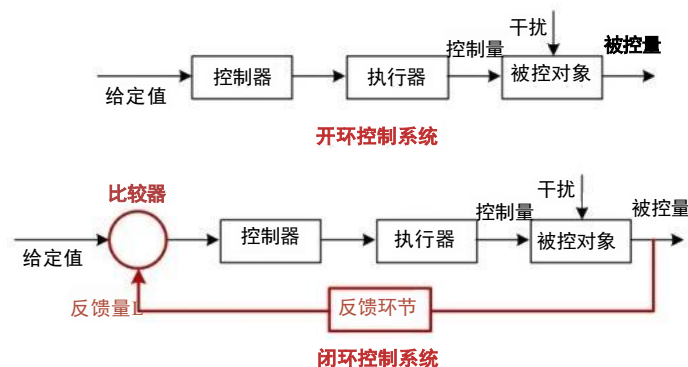 干扰
控制量
被控量
给定值
控制器
执行器
被控对象
开环控制系统
比较器
干扰
控制量
被控量
给定值
控制器
执行器
被控对象
反馈量L
反馈环节
闭环控制系统